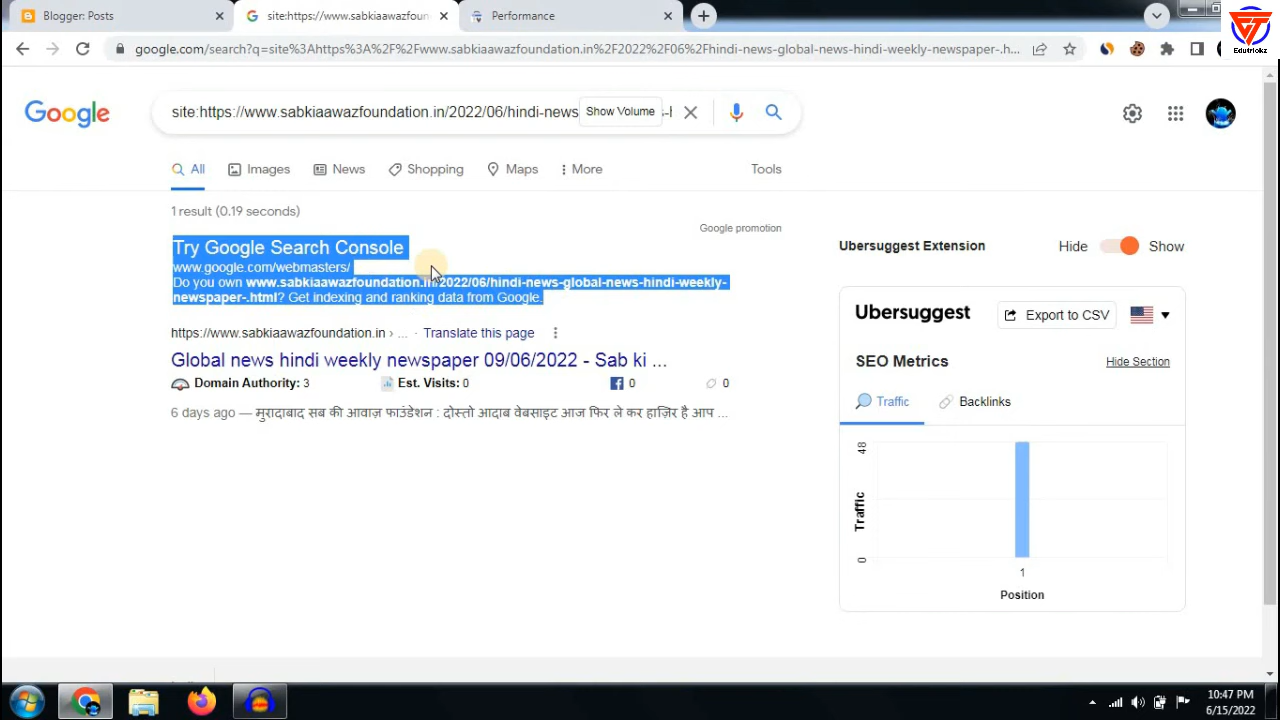 Blogger: Posts
site:https://www.sabkiaawazfoun
Performance
Edutriokz
google.com/search?q=site%3Ahttps%3A%2F%2Fwww.sabkiaawazfoundation.in%2F2022%2F06%2Fhindi-news-global-news-hindi-weekly-newspaper-.h...
Google
site:https://www.sabkiaawazfoundation.in/2022/06/hindi-news
Show Volume
All
Images
News
Shopping
Maps
More
Tools
1 result (0.19 seconds)
Google promotion
Try Google Search Console
www.google.com/webmasters/
Do you own www.sabkiaawazfoundation.in/2022/06/hindi-news-global-news-hindi-weekly-
newspaper-.html? Get indexing and ranking data from Google.
https://www.sabkiaawazfoundation.in › ... · Translate this page
Global news hindi weekly newspaper 09/06/2022 - Sab ki ...
Domain Authority: 3
Est. Visits: 0
0
0
6 days ago — मुरादाबाद सब की आवाज़ फाउंडेशन : दोस्तो आदाब वेबसाइट आज फिर ले कर हाज़िर है आप ...
Ubersuggest Extension
Hide
Show
Ubersuggest
Export to CSV
SEO Metrics
Hide Section
Traffic
Backlinks
48
Traffic
0
1
Position
10:47 PM
6/15/2022